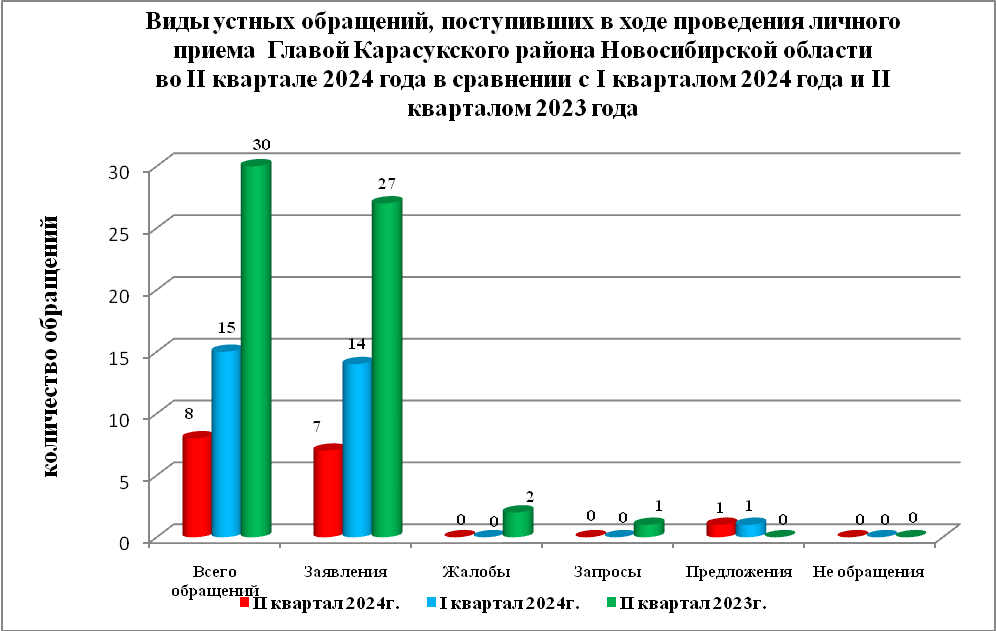 Виды устных обращений, поступивших в ходе проведения личного
приема Главой Карасукского района Новосибирской области
во II квартале 2024 года в сравнении с I кварталом 2024 года и II
кварталом 2023 года
количество обращений
30
25
20
15
10
5
0
8
15
30
7
14
27
0
0
2
0
0
1
1
1
0
0
0
0
Всего
обращений
Заявления
Жалобы
Запросы
Предложения
Не обращения
II квартал 2024г.
I квартал 2024г.
II квартал 2023г.